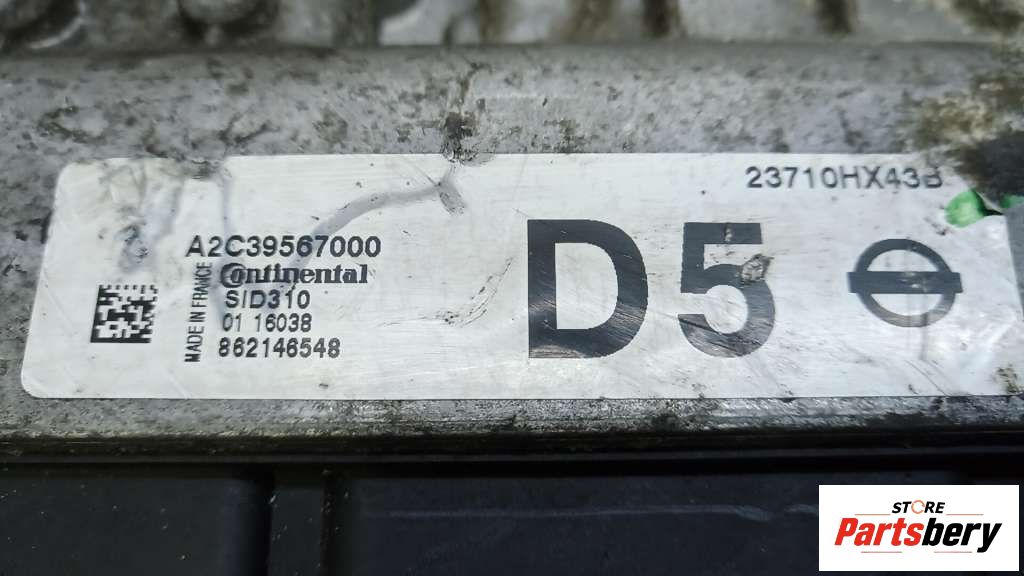 23710HX43B
D5
A2C39567000
Continental
SID310
01 16038
862146548
MADE IN FRANCE
STORE
Partsbery